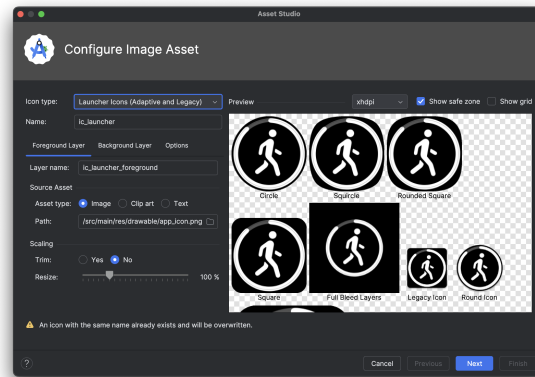 Asset Studio
Configure Image Asset
Icon type: Launcher Icons (Adaptive and Legacy)
Name: ic_launcher
Foreground Layer Background Layer Options
Layer name: ic_launcher_foreground
Source Asset
Asset type: Image Clip art Text
Path: /src/main/res/drawable/app_icon.png
Scaling
Trim: Yes No
Resize: 100 %
Preview xhdpi Show safe zone Show grid
Circle Squircle Rounded Square
Square Full Bleed Layers Legacy Icon Round Icon
An icon with the same name already exists and will be overwritten.
? Cancel Previous Next Finish